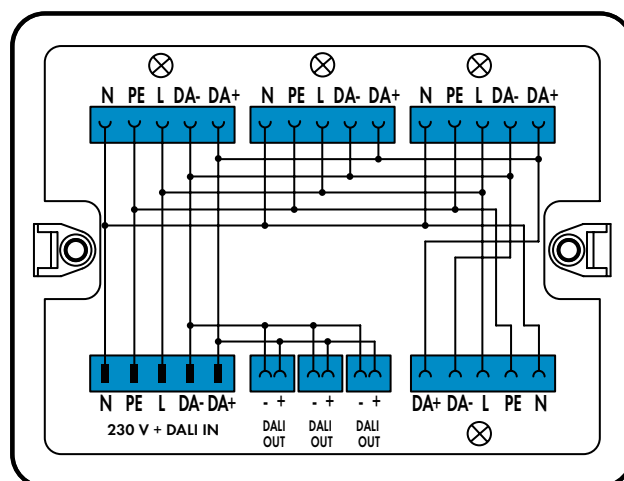 N PE L DA- DA+ N PE L DA- DA+ N PE L DA- DA+
N PE L DA- DA+ - + - + - + DA+ DA- L PE N
230 V + DALI IN DALI OUT DALI OUT DALI OUT